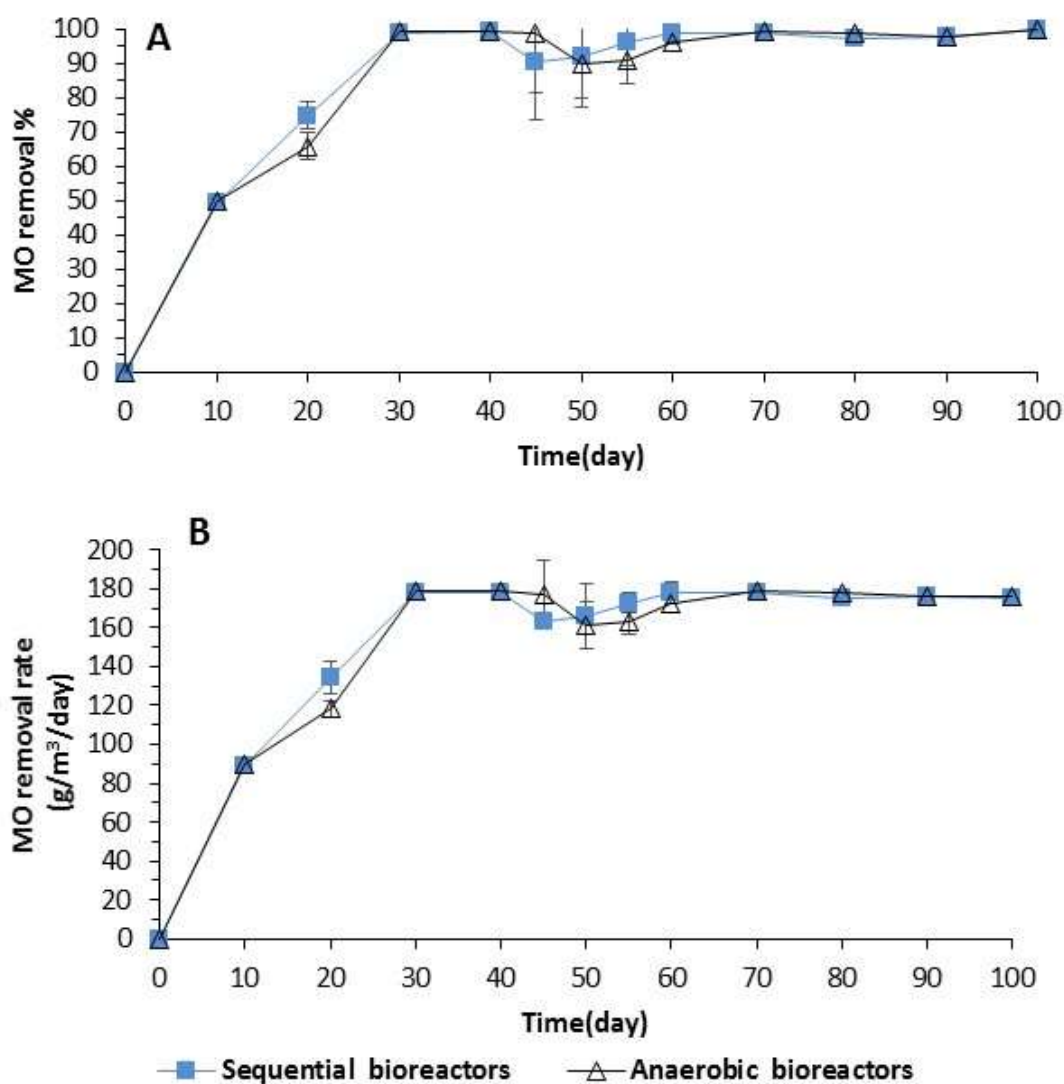 A
MO removal %
100
90
80
70
60
50
40
30
20
10
0
0 10 20 30 40 50 60 70 80 90 100
Time(day)
B
MO removal rate
(g/m³/day)
200
180
160
140
120
100
80
60
40
20
0
0 10 20 30 40 50 60 70 80 90 100
Time(day)
Sequential bioreactors Anaerobic bioreactors